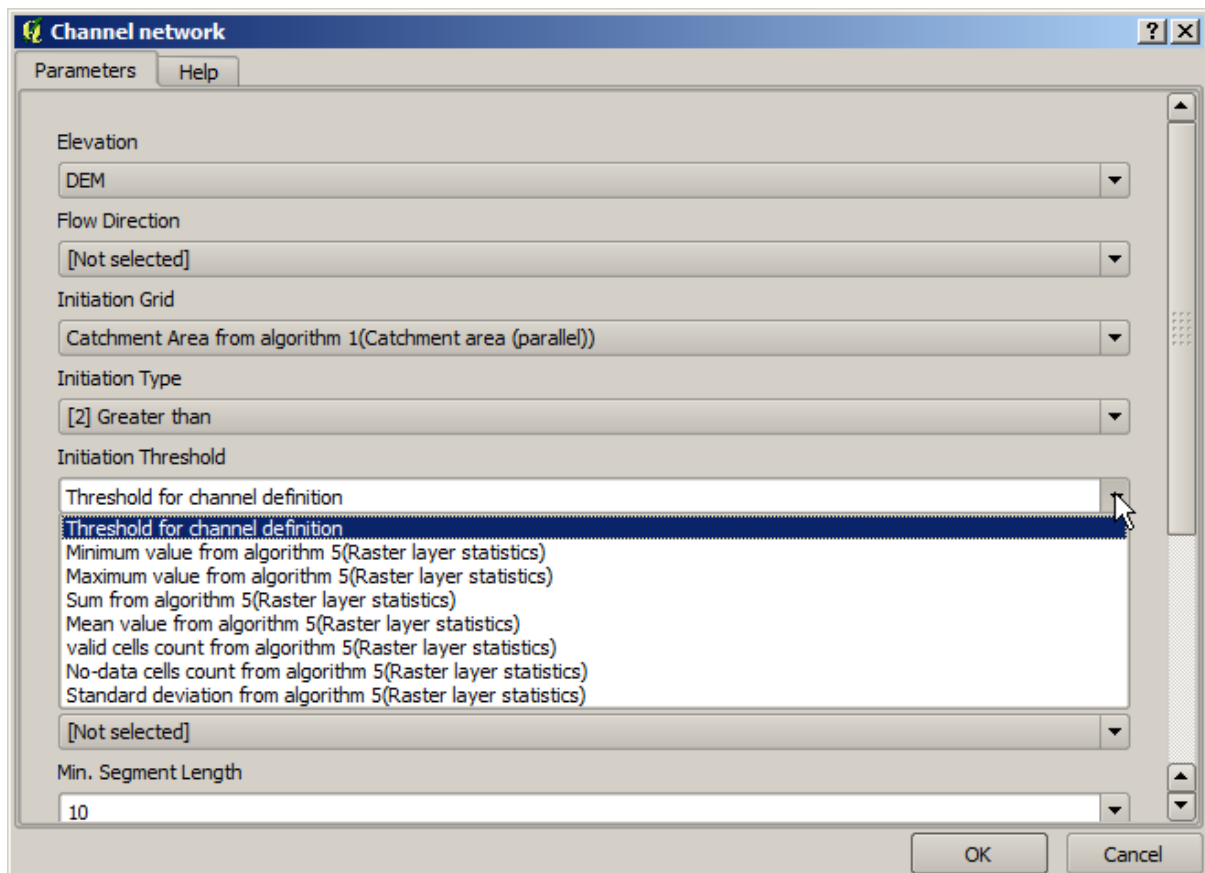 Channel network
Parameters Help
Elevation
DEM
Flow Direction
[Not selected]
Initiation Grid
Catchment Area from algorithm 1(Catchment area (parallel))
Initiation Type
[2] Greater than
Initiation Threshold
Threshold for channel definition
Threshold for channel definition
Minimum value from algorithm 5(Raster layer statistics)
Maximum value from algorithm 5(Raster layer statistics)
Sum from algorithm 5(Raster layer statistics)
Mean value from algorithm 5(Raster layer statistics)
valid cells count from algorithm 5(Raster layer statistics)
No-data cells count from algorithm 5(Raster layer statistics)
Standard deviation from algorithm 5(Raster layer statistics)
[Not selected]
Min. Segment Length
10
OK Cancel